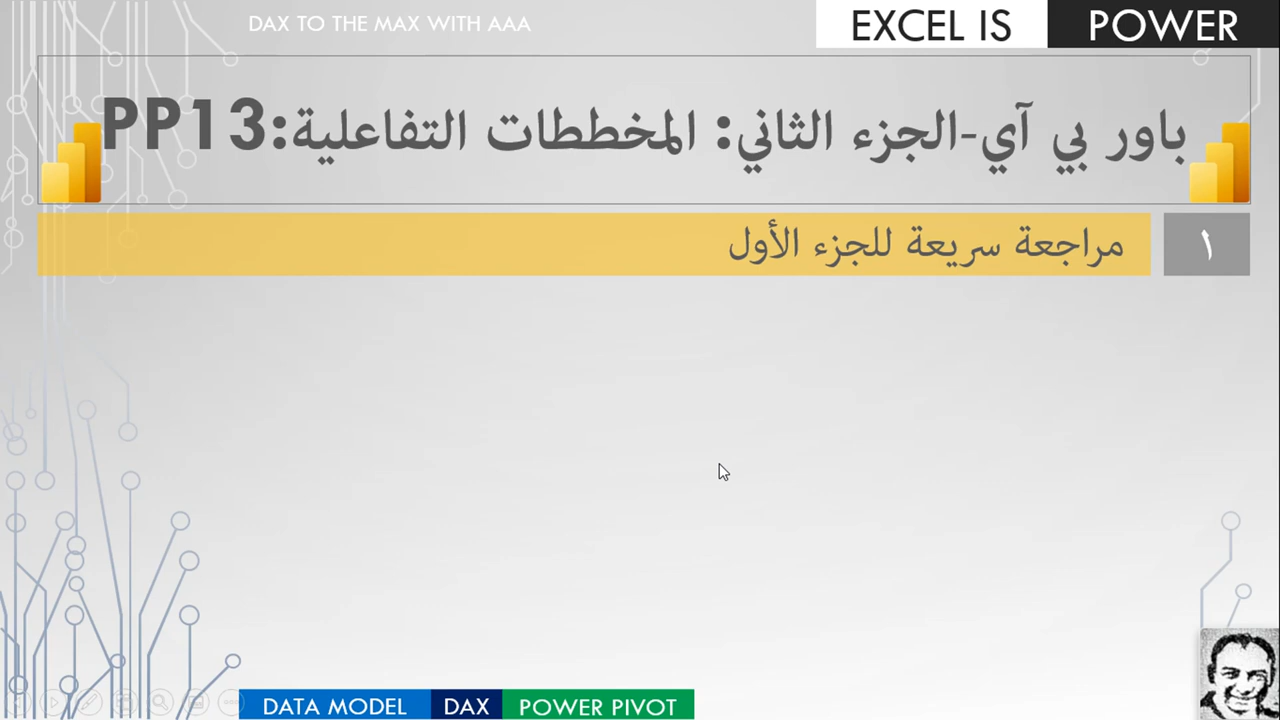 DAX TO THE MAX WITH AAA
EXCEL IS POWER
PP13:باور بي آي-الجزء الثاني: المخططات التفاعلية
١ مراجعة سريعة للجزء الأول
DATA MODEL DAX POWER PIVOT